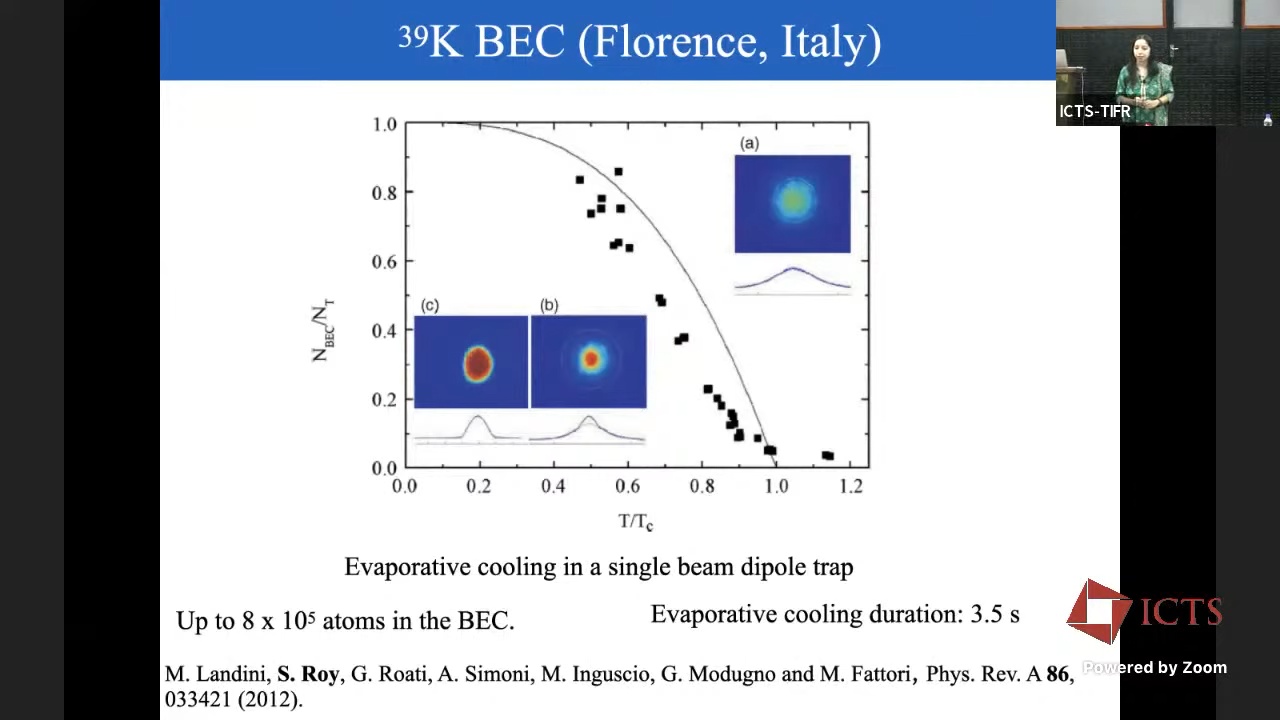 ³⁹K BEC (Florence, Italy)
ICTS-TIFR
(a)
(c)
(b)
N_BEC/N_T
1.0
0.8
0.6
0.4
0.2
0.0
0.0 0.2 0.4 0.6 0.8 1.0 1.2
T/T_c
Evaporative cooling in a single beam dipole trap
Up to 8 x 10⁵ atoms in the BEC.
Evaporative cooling duration: 3.5 s
ICTS
Powered by Zoom
M. Landini, S. Roy, G. Roati, A. Simoni, M. Inguscio, G. Modugno and M. Fattori, Phys. Rev. A 86,
033421 (2012).